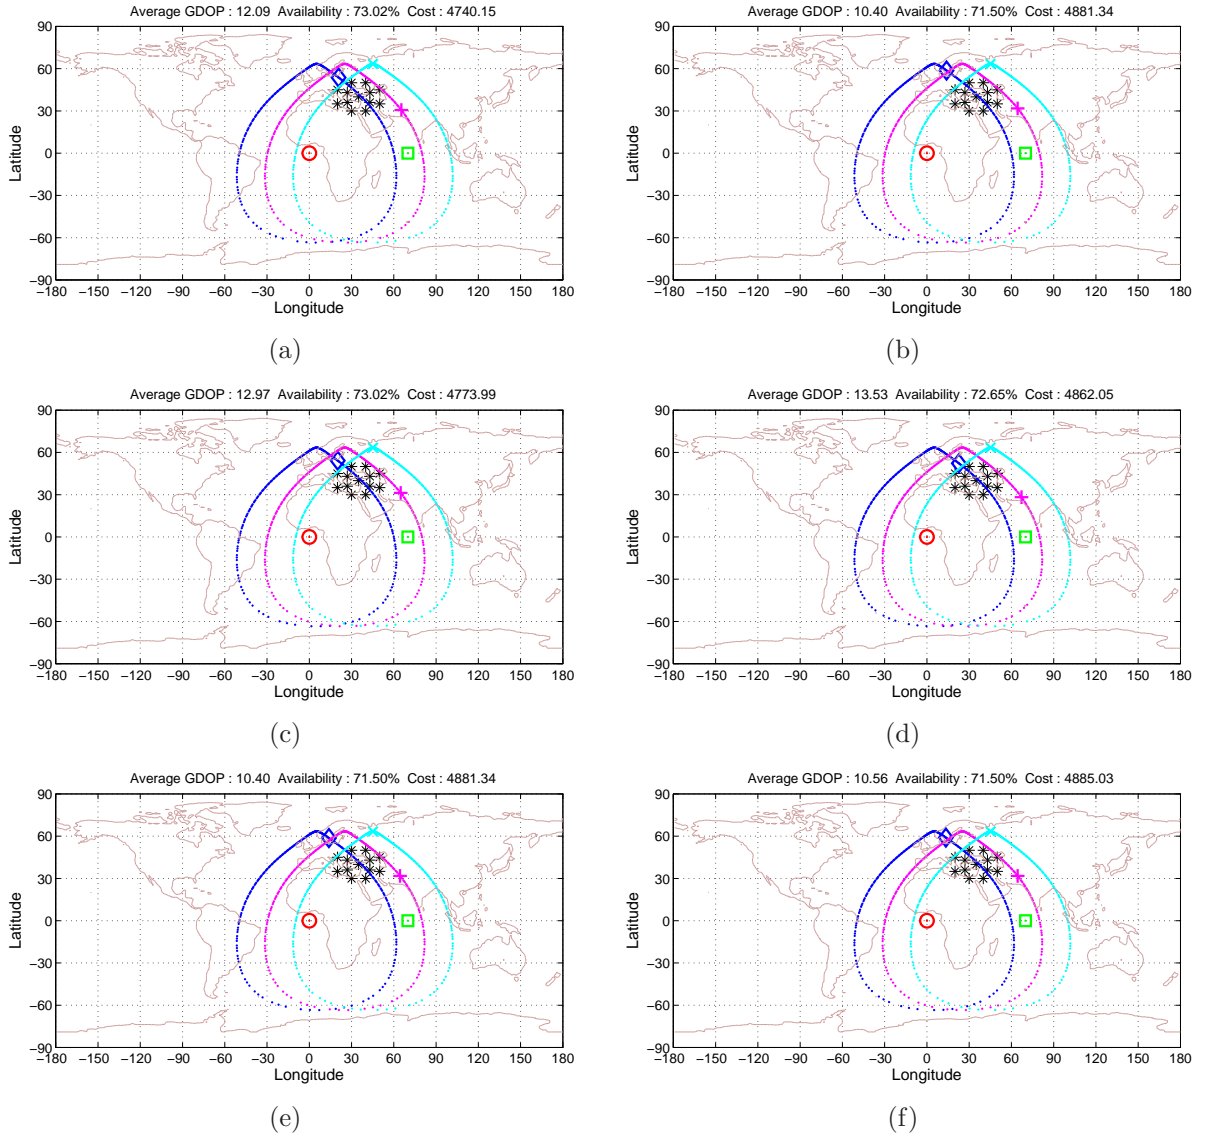 Average GDOP : 12.09 Availability : 73.02% Cost : 4740.15
90
60
30
0
−30
−60
−90
Latitude
−180 −150 −120 −90 −60 −30 0 30 60 90 120 150 180
Longitude
(a)
Average GDOP : 10.40 Availability : 71.50% Cost : 4881.34
90
60
30
0
−30
−60
−90
Latitude
−180 −150 −120 −90 −60 −30 0 30 60 90 120 150 180
Longitude
(b)
Average GDOP : 12.97 Availability : 73.02% Cost : 4773.99
90
60
30
0
−30
−60
−90
Latitude
−180 −150 −120 −90 −60 −30 0 30 60 90 120 150 180
Longitude
(c)
Average GDOP : 13.53 Availability : 72.65% Cost : 4862.05
90
60
30
0
−30
−60
−90
Latitude
−180 −150 −120 −90 −60 −30 0 30 60 90 120 150 180
Longitude
(d)
Average GDOP : 10.40 Availability : 71.50% Cost : 4881.34
90
60
30
0
−30
−60
−90
Latitude
−180 −150 −120 −90 −60 −30 0 30 60 90 120 150 180
Longitude
(e)
Average GDOP : 10.56 Availability : 71.50% Cost : 4885.03
90
60
30
0
−30
−60
−90
Latitude
−180 −150 −120 −90 −60 −30 0 30 60 90 120 150 180
Longitude
(f)